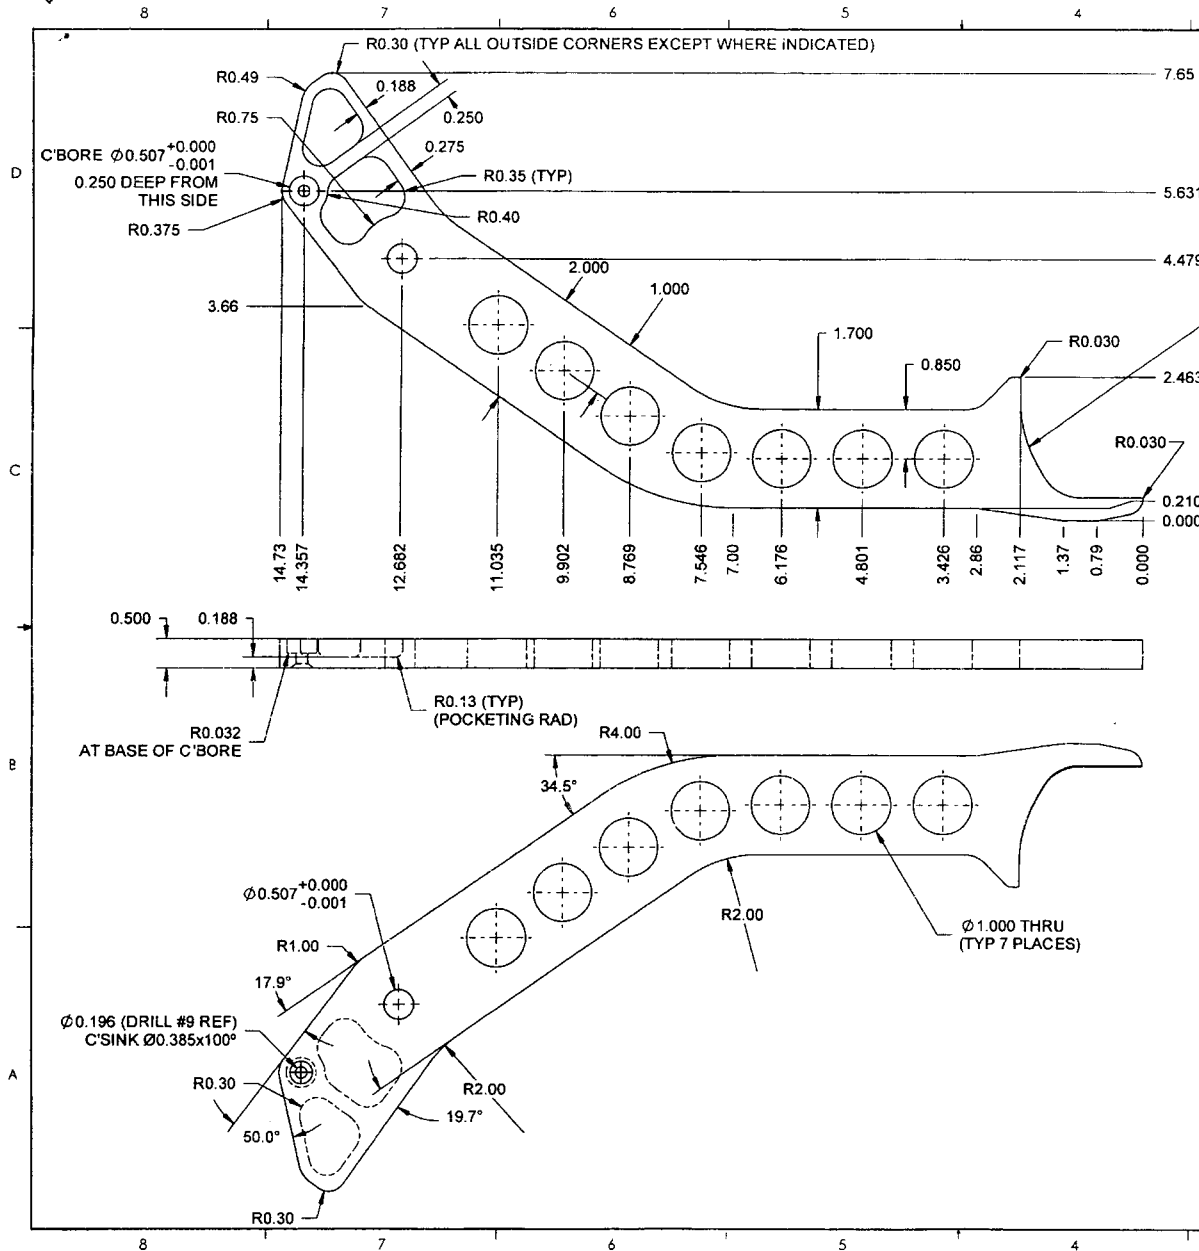 8 7 6 5 4
R0.30 (TYP ALL OUTSIDE CORNERS EXCEPT WHERE INDICATED)
7.65
R0.49
0.188
R0.75
0.250
C'BORE Ø0.507 +0.000
-0.001
0.250 DEEP FROM
THIS SIDE
0.275
D
R0.35 (TYP)
5.631
R0.40
R0.375
4.479
2.000
1.000
3.66
1.700
0.850
R0.030
2.463
R0.030
C
0.210
0.000
14.73
14.357
12.682
11.035
9.902
8.769
7.546
7.00
6.176
4.801
3.426
2.86
2.117
1.37
0.79
0.000
0.500
0.188
R0.13 (TYP)
(POCKETING RAD)
R0.032
AT BASE OF C'BORE
R4.00
B
34.5°
Ø0.507 +0.000
-0.001
R2.00
Ø1.000 THRU
(TYP 7 PLACES)
R1.00
17.9°
Ø0.196 (DRILL #9 REF)
C'SINK Ø0.385x100°
A
R0.30
R2.00
19.7°
50.0°
R0.30
8 7 6 5 4